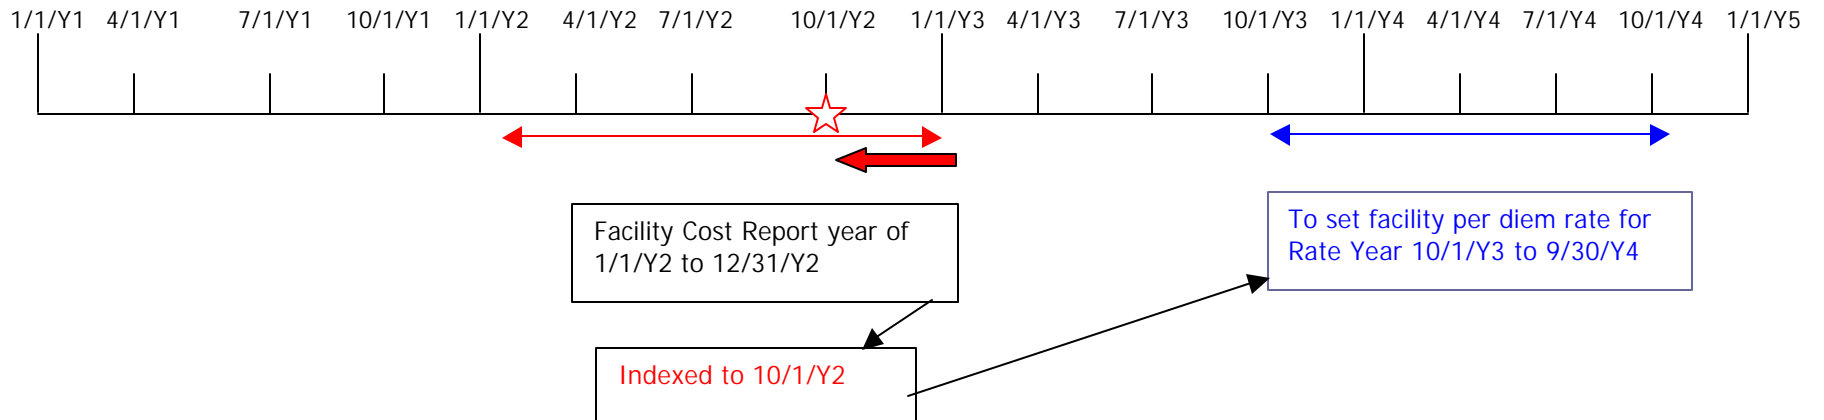 1/1/Y1 4/1/Y1 7/1/Y1 10/1/Y1 1/1/Y2 4/1/Y2 7/1/Y2 10/1/Y2 1/1/Y3 4/1/Y3 7/1/Y3 10/1/Y3 1/1/Y4 4/1/Y4 7/1/Y4 10/1/Y4 1/1/Y5
Facility Cost Report year of
1/1/Y2 to 12/31/Y2
To set facility per diem rate for
Rate Year 10/1/Y3 to 9/30/Y4
Indexed to 10/1/Y2